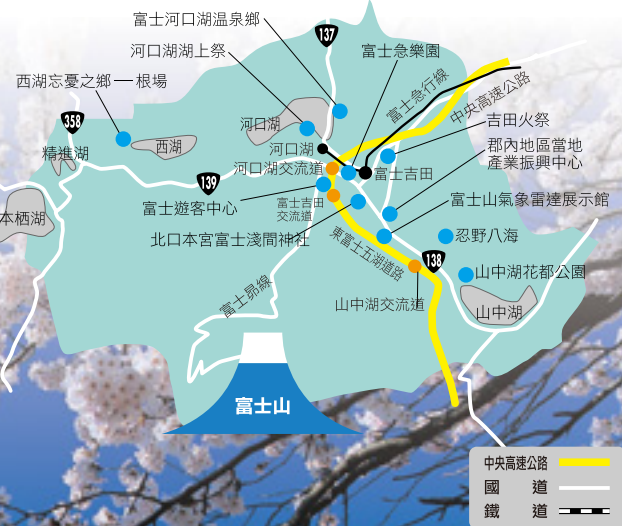 富士河口湖温泉鄉
137
河口湖湖上祭
富士急樂園
西湖忘憂之鄉 — 根場
富士急行線
中央高速公路
358
河口湖
吉田火祭
西湖
河口湖
郡內地區當地
產業振興中心
精進湖
河口湖交流道
富士吉田
139
富士遊客中心
富士吉田
交流道
富士山氣象雷達展示館
本栖湖
北口本宮富士淺間神社
東富士五湖道路
忍野八海
138
山中湖花都公園
富士昴線
山中湖交流道
山中湖
富士山
中央高速公路
國道
鐵道